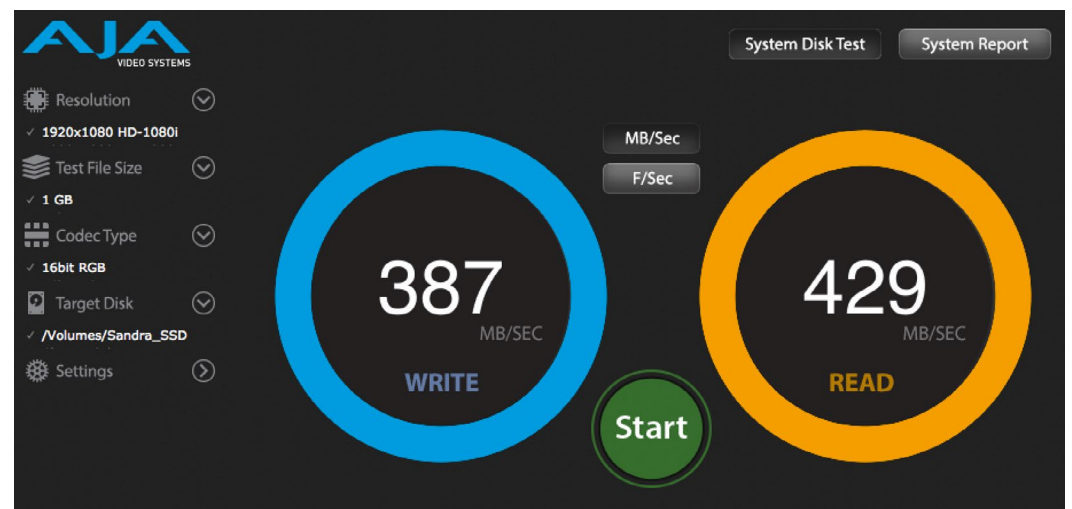 AJA
VIDEO SYSTEMS
System Disk Test
System Report
Resolution
✓ 1920x1080 HD-1080i
Test File Size
✓ 1 GB
Codec Type
✓ 16bit RGB
Target Disk
✓ /Volumes/Sandra_SSD
Settings
MB/Sec
F/Sec
387
MB/SEC
WRITE
429
MB/SEC
READ
Start